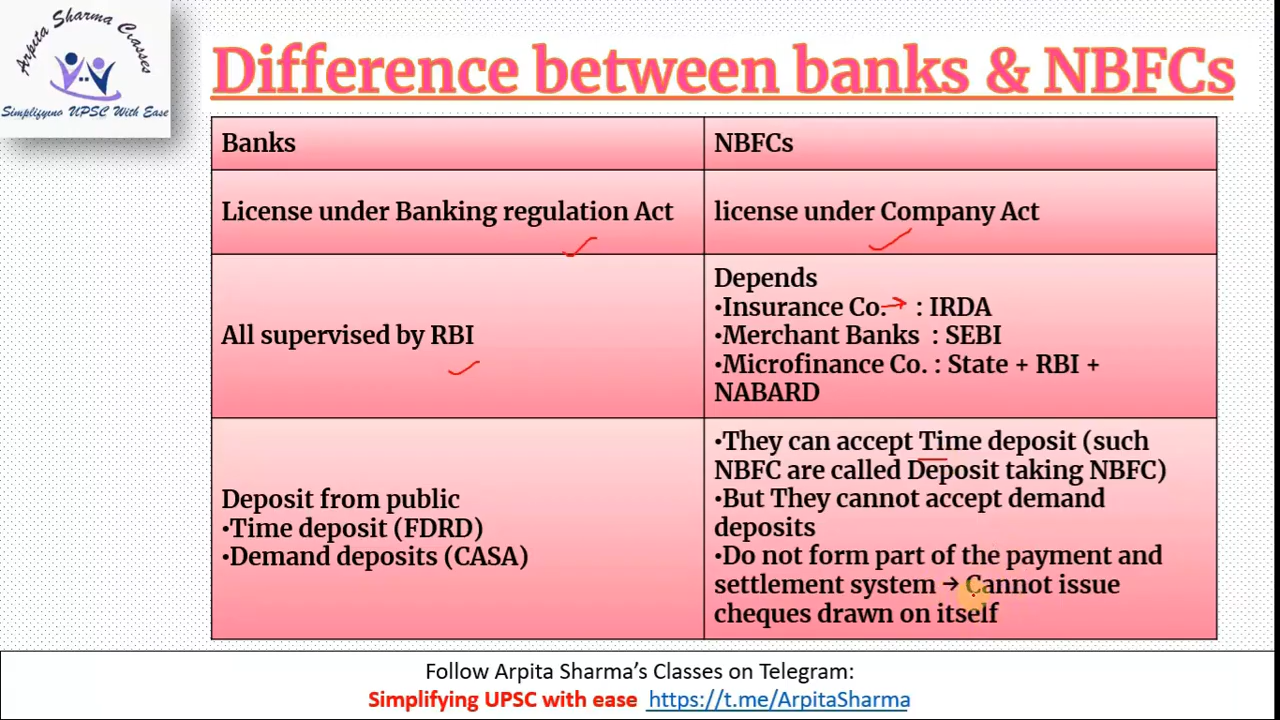 Arpita Sharma Classes
Simplifying UPSC With Ease
Difference between banks & NBFCs
Banks
NBFCs
License under Banking regulation Act
license under Company Act
All supervised by RBI
Depends
•Insurance Co. : IRDA
•Merchant Banks : SEBI
•Microfinance Co. : State + RBI +
NABARD
Deposit from public
•Time deposit (FDRD)
•Demand deposits (CASA)
•They can accept Time deposit (such
NBFC are called Deposit taking NBFC)
•But They cannot accept demand
deposits
•Do not form part of the payment and
settlement system → Cannot issue
cheques drawn on itself
Follow Arpita Sharma’s Classes on Telegram:
Simplifying UPSC with ease https://t.me/ArpitaSharma